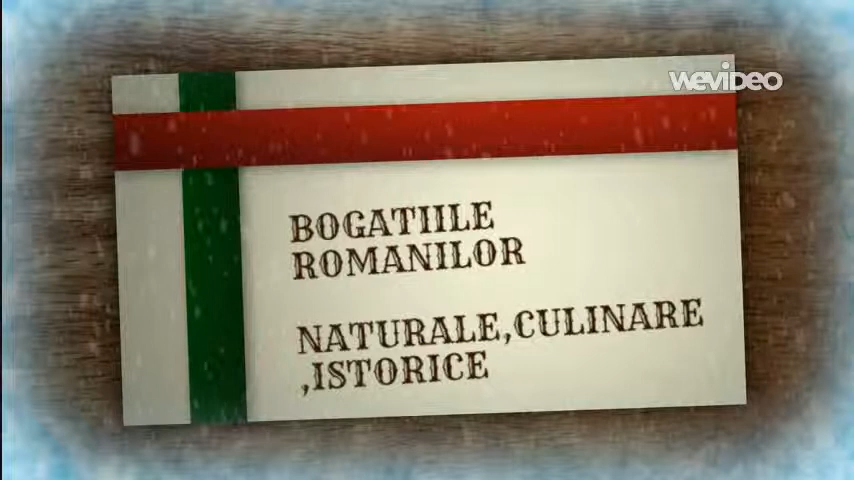 WEVIDEO
BOGATIILE
ROMANILOR
NATURALE,CULINARE
,ISTORICE